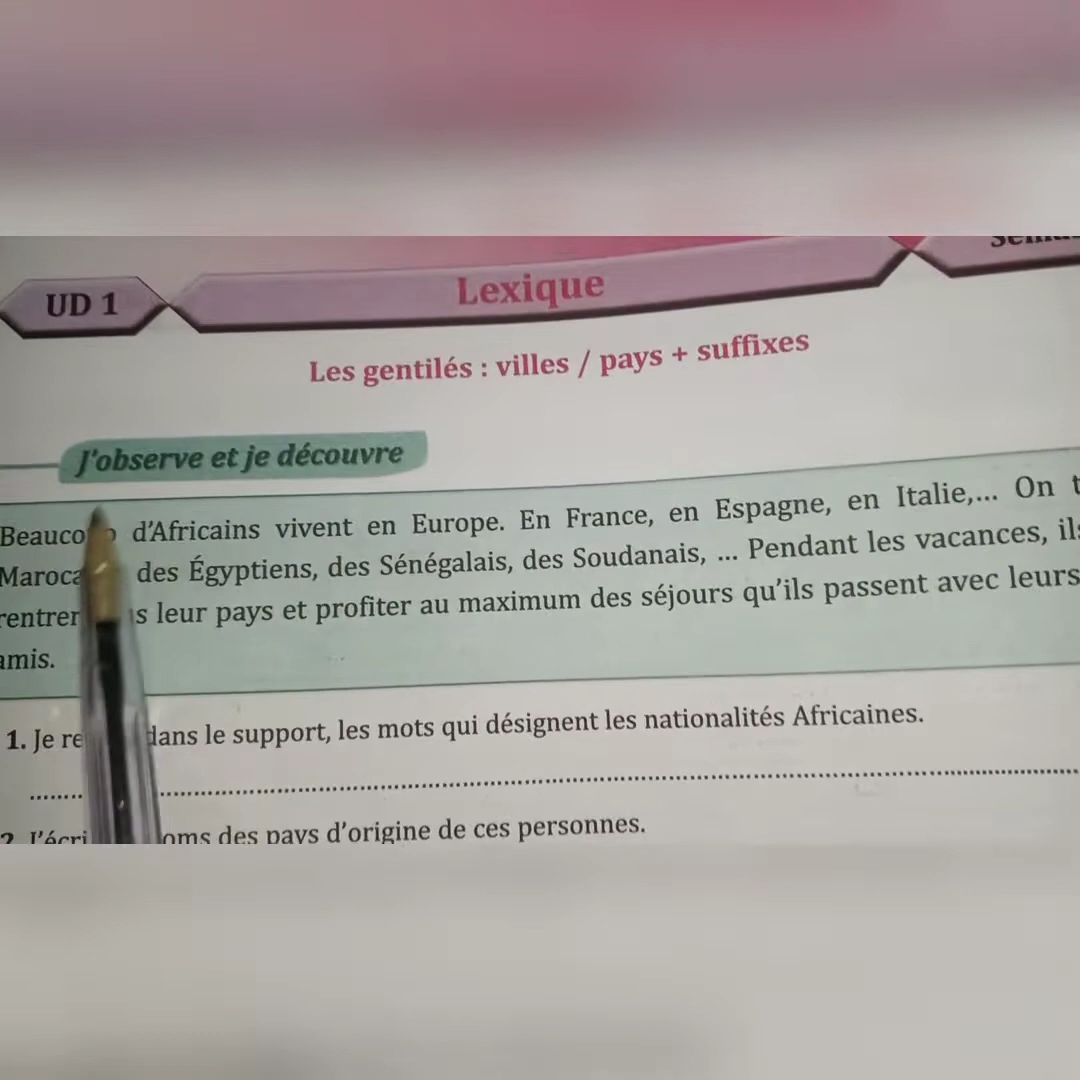 UD 1
Lexique
Les gentilés : villes / pays + suffixes
J'observe et je découvre
d'Africains vivent en Europe. En France, en Espagne, en Italie,... On
des Égyptiens, des Sénégalais, des Soudanais, ... Pendant les vacances,
leur pays et profiter au maximum des séjours qu'ils passent avec leurs
amis.
1. Je dans le support, les mots qui désignent les nationalités Africaines.
des pays d'origine de ces personnes.